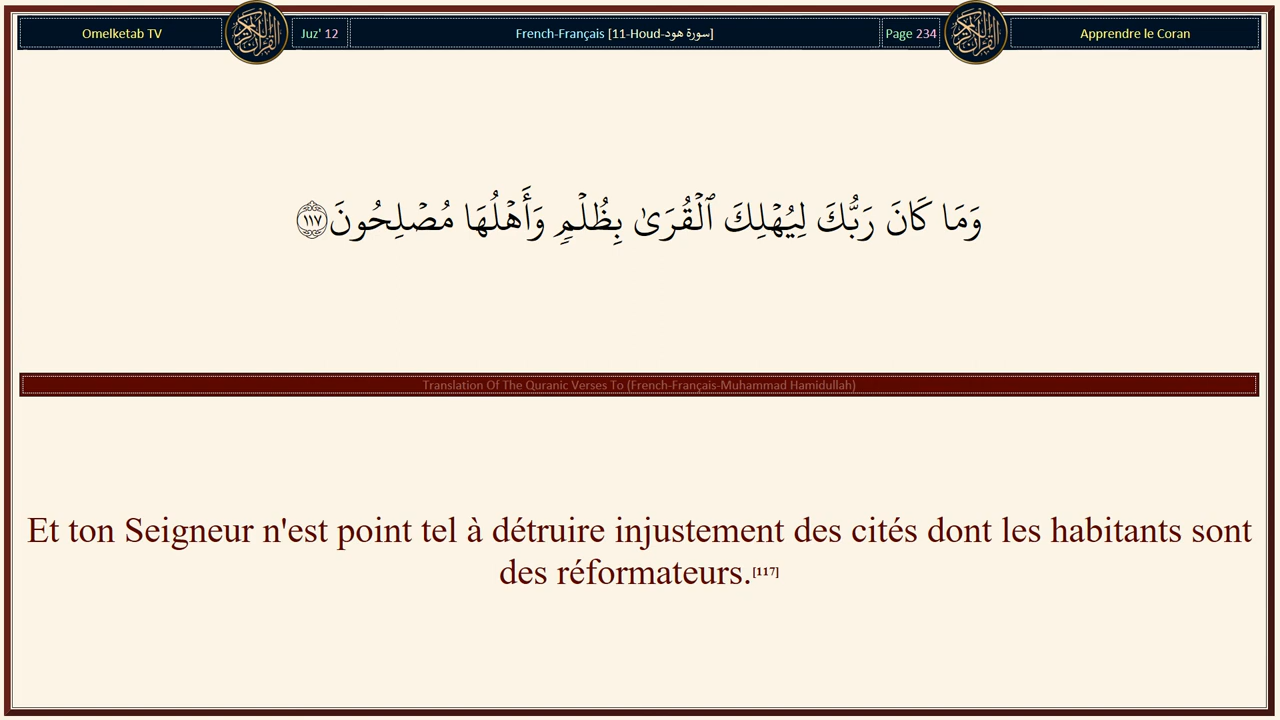 Omelketab TV
Juz' 12
French-Français [11-Houd-سورة هود]
Page 234
Apprendre le Coran
وَمَا كَانَ رَبُّكَ لِيُهۡلِكَ ٱلۡقُرَىٰ بِظُلۡمٖ وَأَهۡلُهَا مُصۡلِحُونَ ١١٧
Translation Of The Quranic Verses To (French-Français-Muhammad Hamidullah)
Et ton Seigneur n'est point tel à détruire injustement des cités dont les habitants sont
des réformateurs.[117]